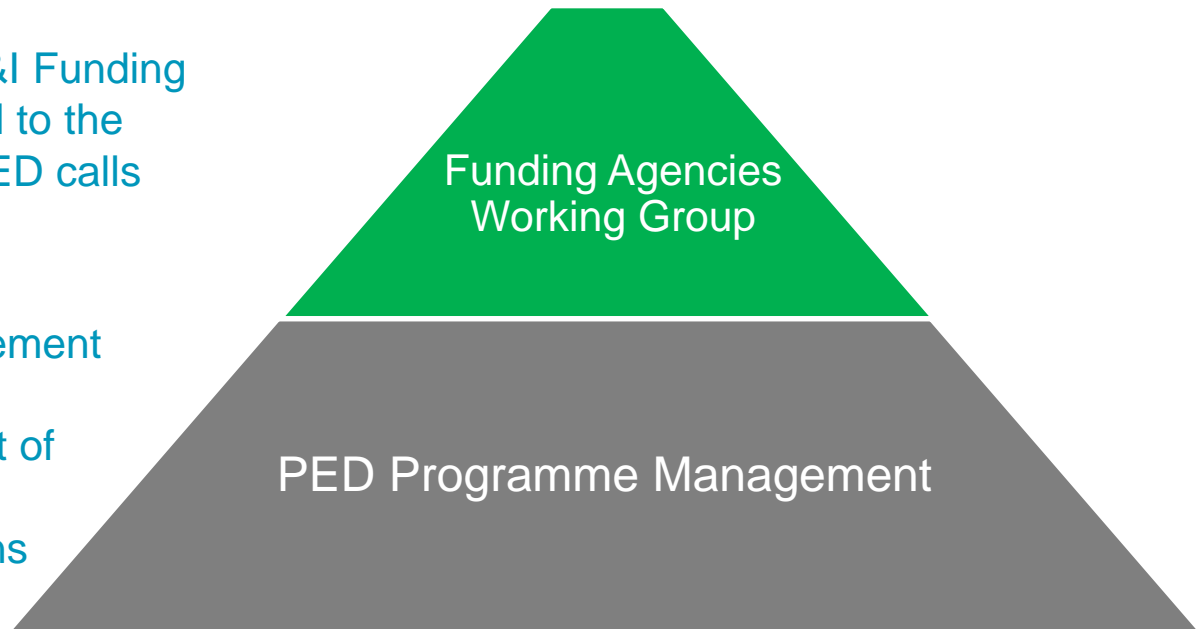 &I Funding
to the
ED calls
ement
t of
ns
Funding Agencies
Working Group
PED Programme Management